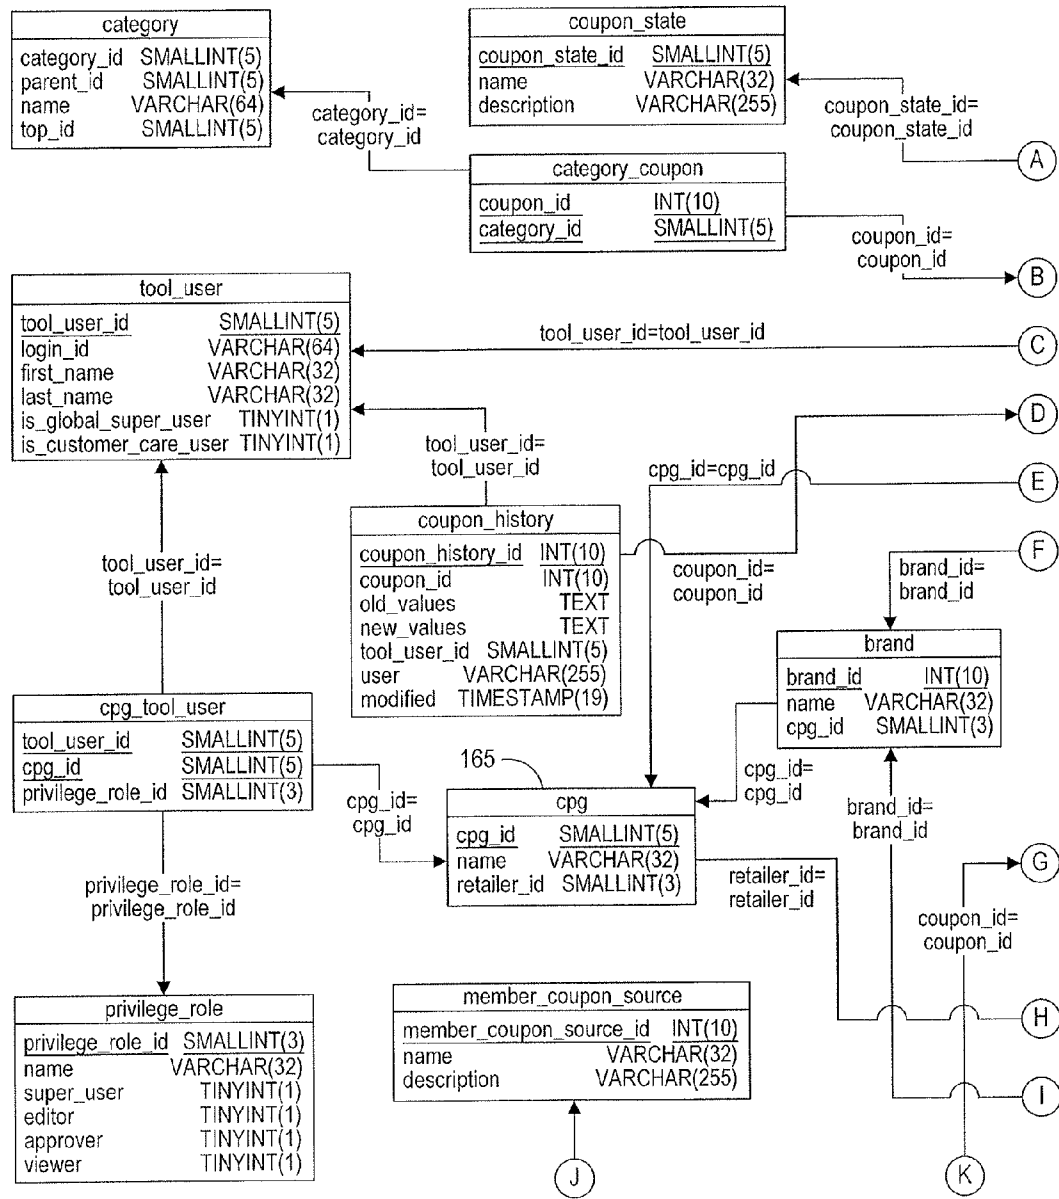 category
category_id SMALLINT(5)
parent_id SMALLINT(5)
name VARCHAR(64)
top_id SMALLINT(5)
category_id=
category_id
coupon_state
coupon_state_id SMALLINT(5)
name VARCHAR(32)
description VARCHAR(255)
coupon_state_id=
coupon_state_id
A
category_coupon
coupon_id INT(10)
category_id SMALLINT(5)
coupon_id=
coupon_id
B
tool_user
tool_user_id SMALLINT(5)
login_id VARCHAR(64)
first_name VARCHAR(32)
last_name VARCHAR(32)
is_global_super_user TINYINT(1)
is_customer_care_user TINYINT(1)
tool_user_id=tool_user_id
C
D
tool_user_id=
tool_user_id
cpg_id=cpg_id
E
coupon_history
coupon_history_id INT(10)
coupon_id INT(10)
old_values TEXT
new_values TEXT
tool_user_id SMALLINT(5)
user VARCHAR(255)
modified TIMESTAMP(19)
coupon_id=
coupon_id
F
brand_id=
brand_id
tool_user_id=
tool_user_id
brand
brand_id INT(10)
name VARCHAR(32)
cpg_id SMALLINT(3)
cpg_tool_user
tool_user_id SMALLINT(5)
cpg_id SMALLINT(5)
privilege_role_id SMALLINT(3)
cpg_id=
cpg_id
165
cpg
cpg_id SMALLINT(5)
name VARCHAR(32)
retailer_id SMALLINT(3)
cpg_id=
cpg_id
brand_id=
brand_id
retailer_id=
retailer_id
G
coupon_id=
coupon_id
privilege_role_id=
privilege_role_id
privilege_role
privilege_role_id SMALLINT(3)
name VARCHAR(32)
super_user TINYINT(1)
editor TINYINT(1)
approver TINYINT(1)
viewer TINYINT(1)
member_coupon_source
member_coupon_source_id INT(10)
name VARCHAR(32)
description VARCHAR(255)
H
I
J
K